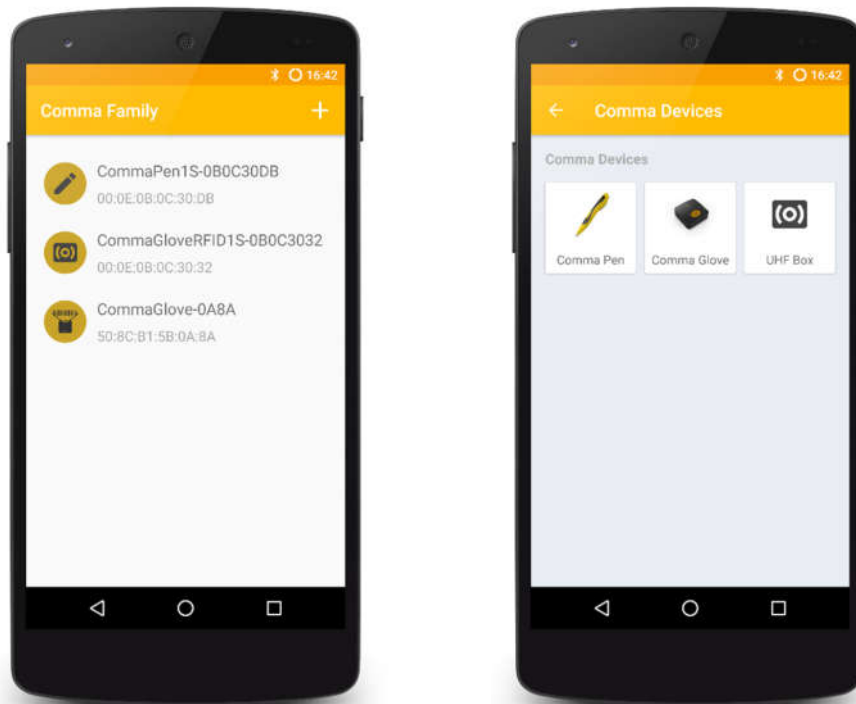 16:42
Comma Family
CommaPen1S-0B0C30DB
00:0E:0B:0C:30:DB
CommaGloveRFID1S-0B0C3032
00:0E:0B:0C:30:32
CommaGlove-0A8A
50:8C:B1:5B:0A:8A
16:42
Comma Devices
Comma Devices
Comma Pen
Comma Glove
UHF Box